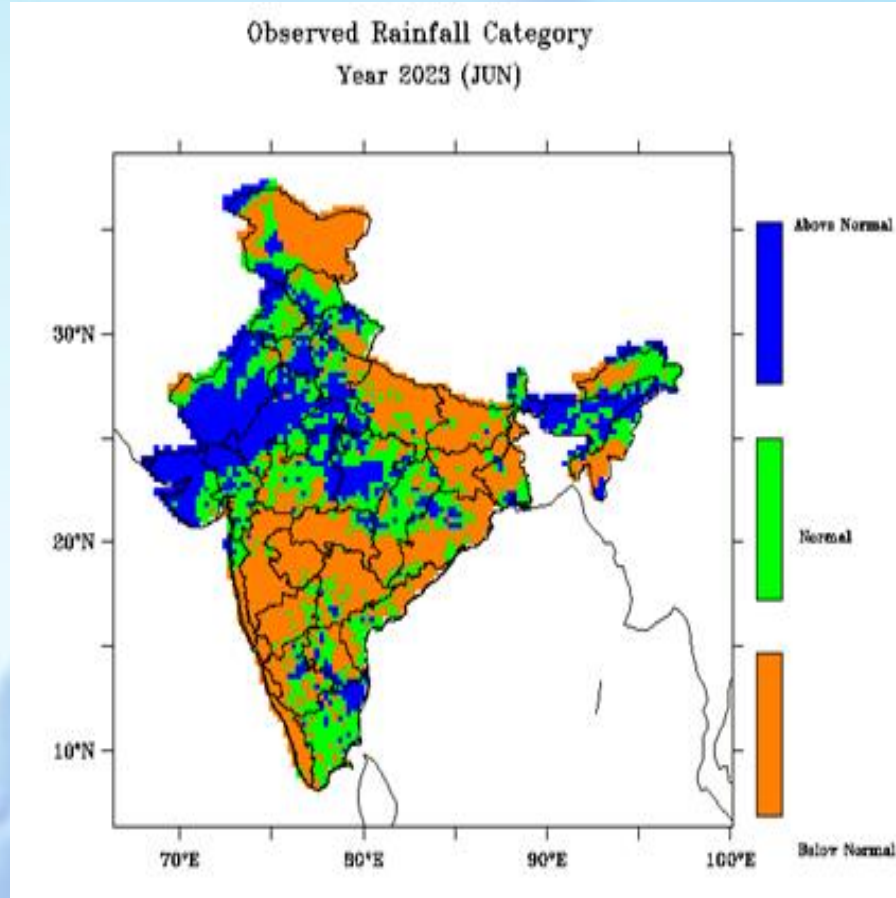 Observed Rainfall Category
Year 2023 (JUN)
Above Normal
30°N
Normal
20°N
10°N
Below Normal
70°E
80°E
90°E
100°E